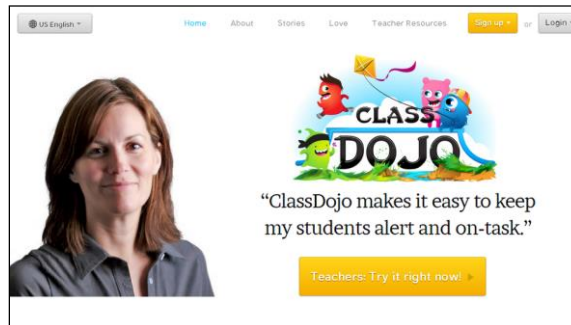 US English
Home About Stories Love Teacher Resources Sign up or Login
CLASS
DOJO
“ClassDojo makes it easy to keep
my students alert and on-task.”
Teachers: Try it right now!